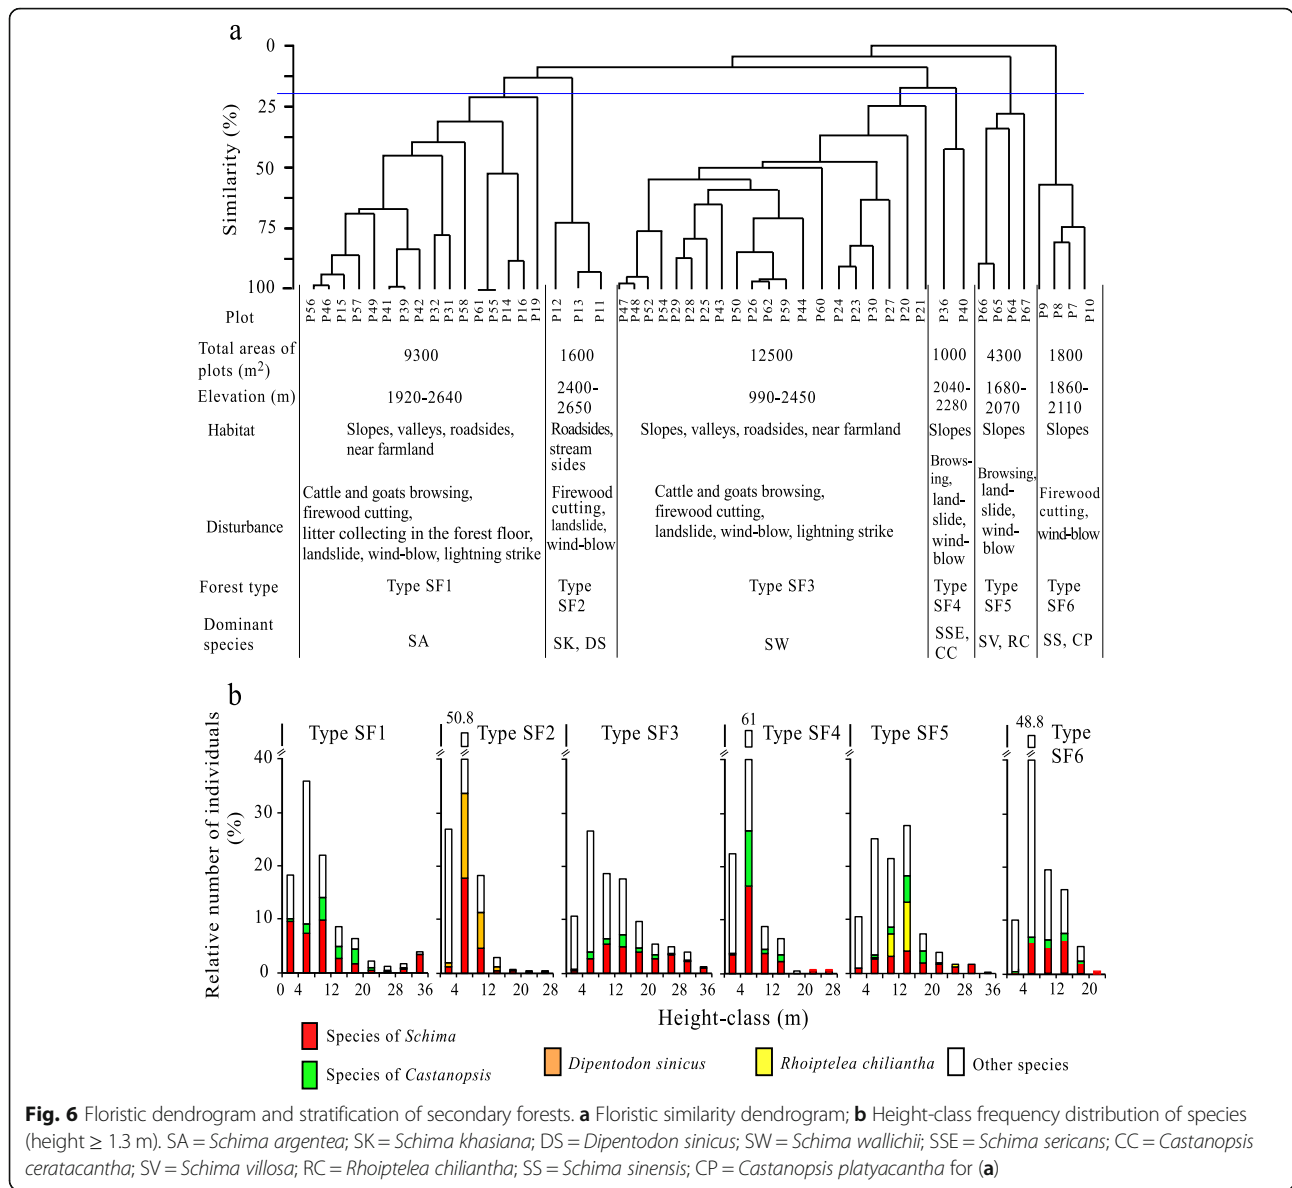 a
0
25
50
75
100
Similarity (%)
Plot
P56 P46 P15 P57 P49 P41 P39 P42 P32 P31 P58 P61 P55 P14 P16 P19 P12 P13 P11 P47 P48 P52 P54 P29 P28 P25 P43 P50 P26 P62 P59 P44 P60 P24 P23 P30 P27 P20 P21 P36 P40 P66 P65 P64 P67 P9 P8 P7 P10
Total areas of
plots (m²)
9300 1600 12500 1000 4300 1800
Elevation (m)
1920-2640
2400-
2650
990-2450
2040-
2280
1680-
2070
1860-
2110
Habitat
Slopes, valleys, roadsides,
near farmland
Roadsides,
stream
sides
Slopes, valleys, roadsides, near farmland
Slopes
Slopes
Slopes
Disturbance
Cattle and goats browsing,
firewood cutting,
litter collecting in the forest floor,
landslide, wind-blow, lightning strike
Firewood
cutting,
landslide,
wind-blow
Cattle and goats browsing,
firewood cutting,
landslide, wind-blow, lightning strike
Brows-
ing,
land-
slide,
wind-
blow
Browsing,
land-
slide,
wind-
blow
Firewood
cutting,
wind-blow
Forest type
Type SF1
Type
SF2
Type SF3
Type
SF4
Type
SF5
Type
SF6
Dominant
species
SA
SK, DS
SW
SSE,
CC
SV, RC
SS, CP
b
Type SF1
50.8
Type SF2
Type SF3
61
Type SF4
Type SF5
48.8
Type
SF6
40
30
20
10
0
Relative number of individuals
(%)
0 4 12 20 28 36
4 12 20 28
4 12 20 28 36
4 12 20 28
4 12 20 28 36
4 12 20
Height-class (m)
Species of Schima
Species of Castanopsis
Dipentodon sinicus
Rhoiptelea chiliantha
Other species
Fig. 6 Floristic dendrogram and stratification of secondary forests. a Floristic similarity dendrogram; b Height-class frequency distribution of species
(height ≥ 1.3 m). SA = Schima argentea; SK = Schima khasiana; DS = Dipentodon sinicus; SW = Schima wallichii; SSE = Schima sericans; CC = Castanopsis
ceratacantha; SV = Schima villosa; RC = Rhoiptelea chiliantha; SS = Schima sinensis; CP = Castanopsis platyacantha for (a)